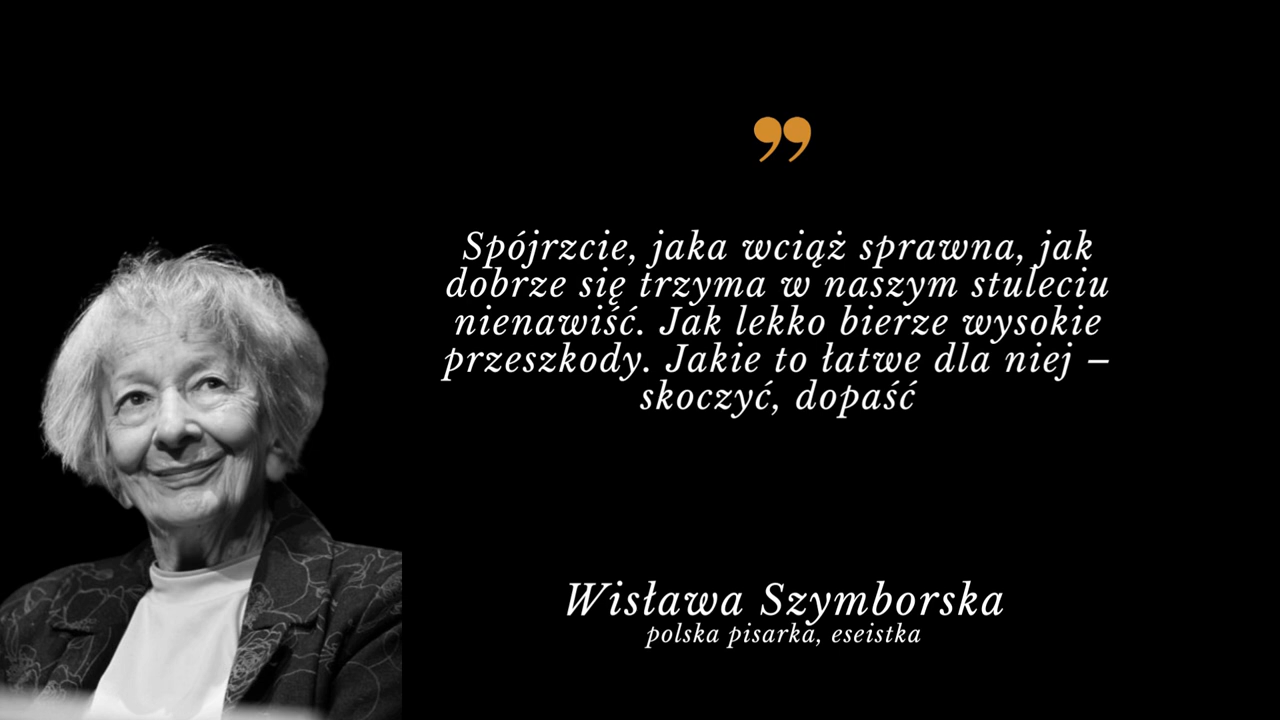 ”
Spójrzcie, jaka wciąż sprawna, jak
dobrze się trzyma w naszym stuleciu
nienawiść. Jak lekko bierze wysokie
przeszkody. Jakie to łatwe dla niej –
skoczyć, dopaść
Wisława Szymborska
polska pisarka, eseistka